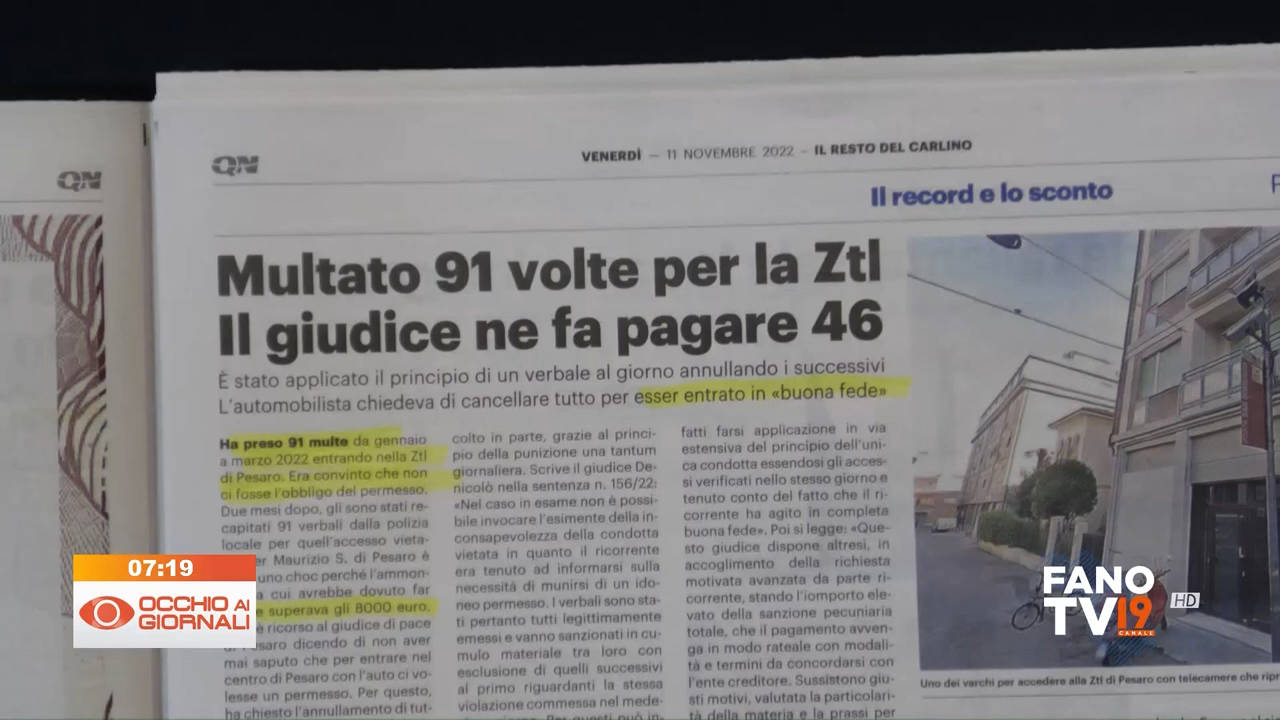 QN
QN
VENERDÌ — 11 NOVEMBRE 2022 – IL RESTO DEL CARLINO
Il record e lo sconto
Multato 91 volte per la Ztl
Il giudice ne fa pagare 46
È stato applicato il principio di un verbale al giorno annullando i successivi
L'automobilista chiedeva di cancellare tutto per esser entrato in «buona fede»
Ha preso 91 multe da gennaio
a marzo 2022 entrando nella Ztl
di Pesaro. Era convinto che non
ci fosse l'obbligo del permesso.
Due mesi dopo, gli sono stati re-
capitati 91 verbali dalla polizia
locale per quell'accesso vieta-
er Maurizio S. di Pesaro è
uno choc perché l'ammon-
a cui avrebbe dovuto far
e superava gli 8000 euro.
è ricorso al giudice di pace
di Pesaro dicendo di non aver
mai saputo che per entrare nel
centro di Pesaro con l'auto ci vo-
lesse un permesso. Per questo,
ha chiesto l'annullamento di tut-
colto in parte, grazie al princi-
pio della punizione una tantum
giornaliera. Scrive il giudice De-
nicolò nella sentenza n. 156/22:
«Nel caso in esame non è possi-
bile invocare l'esimente della in-
consapevolezza della condotta
vietata in quanto il ricorrente
era tenuto ad informarsi sulla
necessità di munirsi di un ido-
neo permesso. I verbali sono sta-
ti pertanto tutti legittimamente
emessi e vanno sanzionati in cu-
mulo materiale tra loro con
esclusione di quelli successivi
al primo riguardanti la stessa
violazione commessa nel mede-
fatti farsi applicazione in via
estensiva del principio dell'uni-
ca condotta essendosi gli acces-
si verificati nello stesso giorno e
tenuto conto del fatto che il ri-
corrente ha agito in completa
buona fede». Poi si legge: «Que-
sto giudice dispone altresì, in
accoglimento della richiesta
motivata avanzata da parte ri-
corrente, stando l'iomporto ele-
vato della sanzione pecuniaria
totale, che il pagamento avven-
ga in modo rateale con modali-
tà e termini da concordarsi con
l'ente creditore. Sussistono giu-
sti motivi, valutata la particolari-
tà della materia e la prassi per
Uno dei varchi per accedere alla Ztl di Pesaro con telecamere che ripr
07:19
OCCHIO AI
GIORNALI
FANO
TV19
CANALE
HD